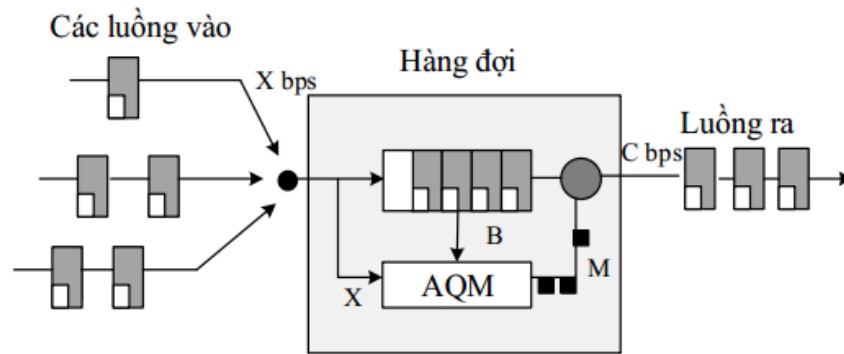 Các luồng vào
X bps
Hàng đợi
C bps
Luồng ra
B
X
AQM
M